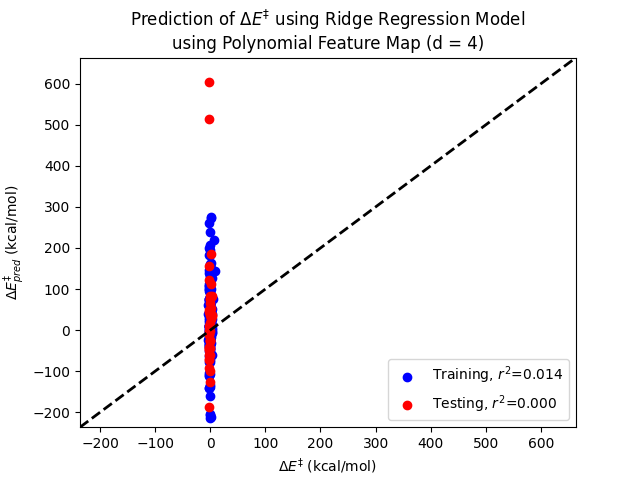 Prediction of ΔE‡ using Ridge Regression Model
using Polynomial Feature Map (d = 4)
600
500
400
300
200
100
0
−100
−200
ΔE‡pred (kcal/mol)
Training, r²=0.014
Testing, r²=0.000
−200 −100 0 100 200 300 400 500 600
ΔE‡ (kcal/mol)